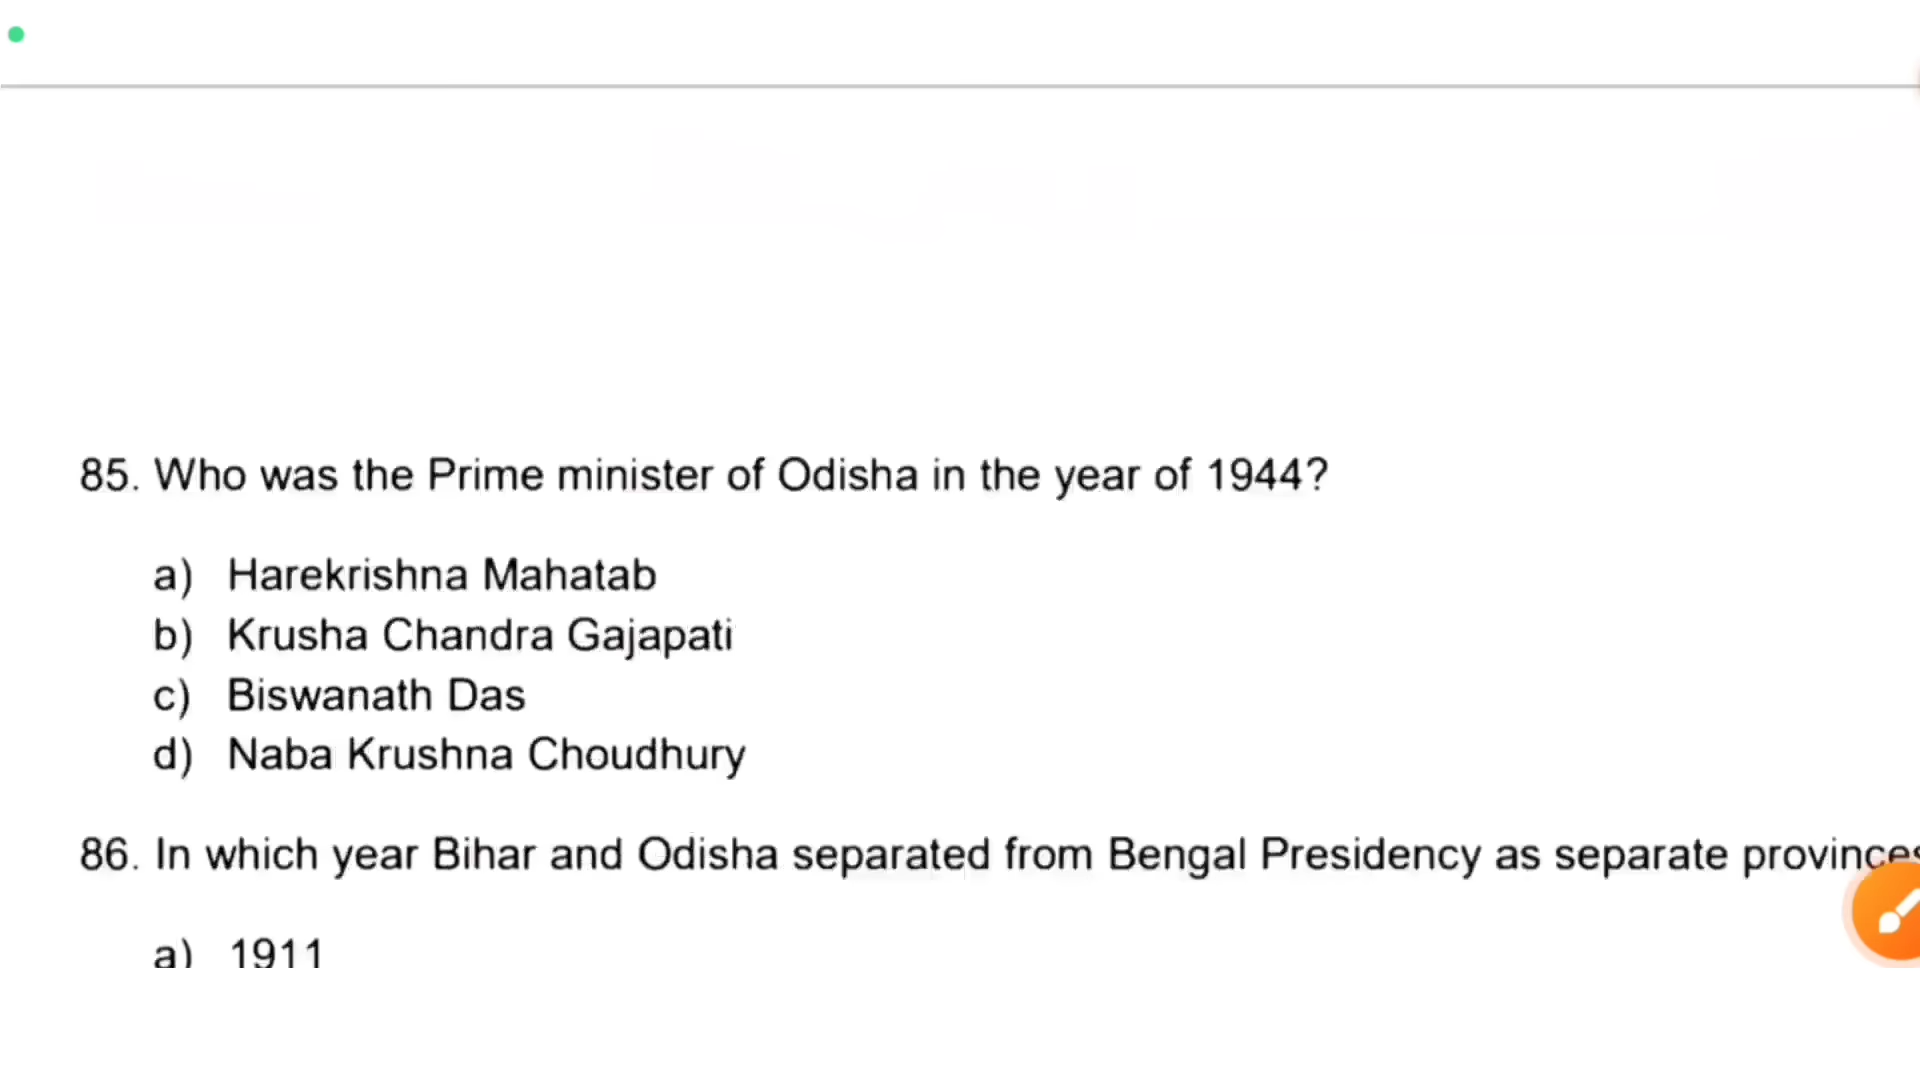 85. Who was the Prime minister of Odisha in the year of 1944?
a) Harekrishna Mahatab
b) Krusha Chandra Gajapati
c) Biswanath Das
d) Naba Krushna Choudhury
86. In which year Bihar and Odisha separated from Bengal Presidency as separate provinces
a) 1911